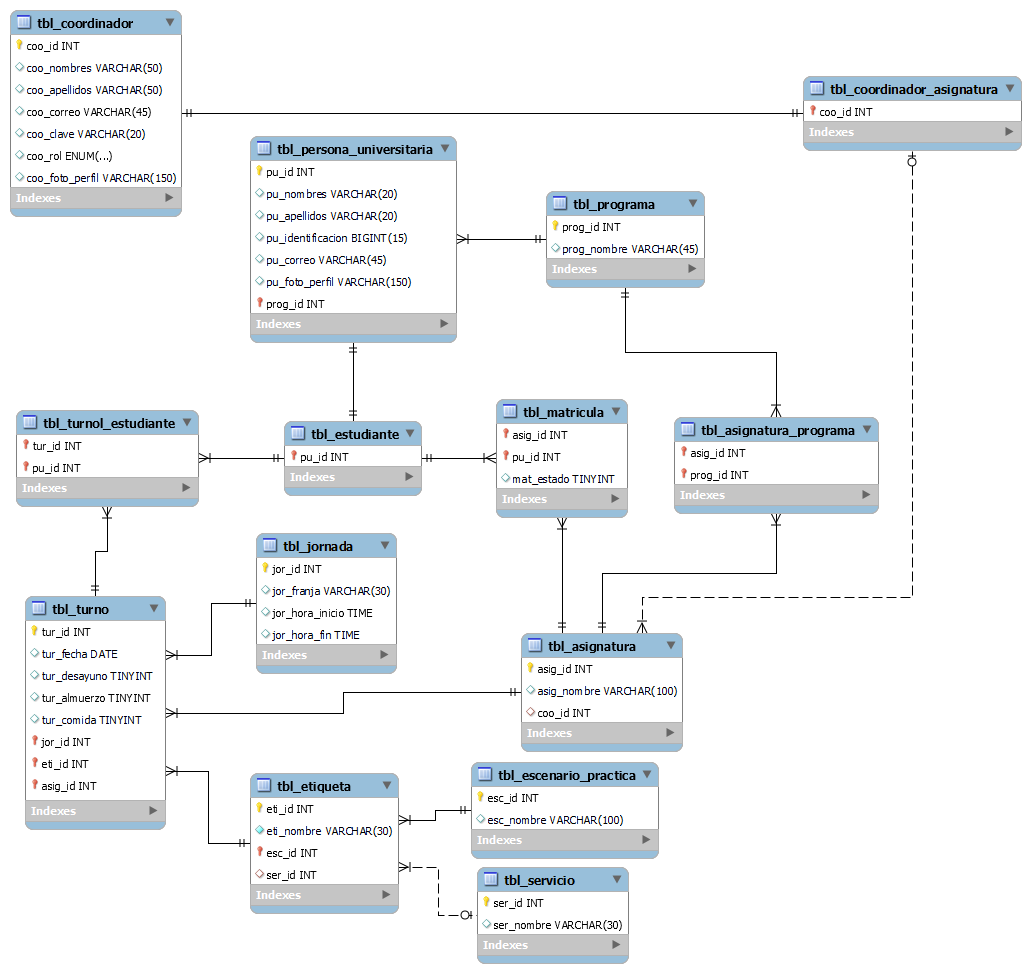 tbl_coordinador
coo_id INT
coo_nombres VARCHAR(50)
coo_apellidos VARCHAR(50)
coo_correo VARCHAR(45)
coo_clave VARCHAR(20)
coo_rol ENUM(...)
coo_foto_perfil VARCHAR(150)
Indexes
tbl_coordinador_asignatura
coo_id INT
Indexes
tbl_persona_universitaria
pu_id INT
pu_nombres VARCHAR(20)
pu_apellidos VARCHAR(20)
pu_identificacion BIGINT(15)
pu_correo VARCHAR(45)
pu_foto_perfil VARCHAR(150)
prog_id INT
Indexes
tbl_programa
prog_id INT
prog_nombre VARCHAR(45)
Indexes
tbl_turnol_estudiante
tur_id INT
pu_id INT
Indexes
tbl_estudiante
pu_id INT
Indexes
tbl_matricula
asig_id INT
pu_id INT
mat_estado TINYINT
Indexes
tbl_asignatura_programa
asig_id INT
prog_id INT
Indexes
tbl_jornada
jor_id INT
jor_franja VARCHAR(30)
jor_hora_inicio TIME
jor_hora_fin TIME
Indexes
tbl_turno
tur_id INT
tur_fecha DATE
tur_desayuno TINYINT
tur_almuerzo TINYINT
tur_comida TINYINT
jor_id INT
eti_id INT
asig_id INT
Indexes
tbl_asignatura
asig_id INT
asig_nombre VARCHAR(100)
coo_id INT
Indexes
tbl_etiqueta
eti_id INT
eti_nombre VARCHAR(30)
esc_id INT
ser_id INT
Indexes
tbl_escenario_practica
esc_id INT
esc_nombre VARCHAR(100)
Indexes
tbl_servicio
ser_id INT
ser_nombre VARCHAR(30)
Indexes